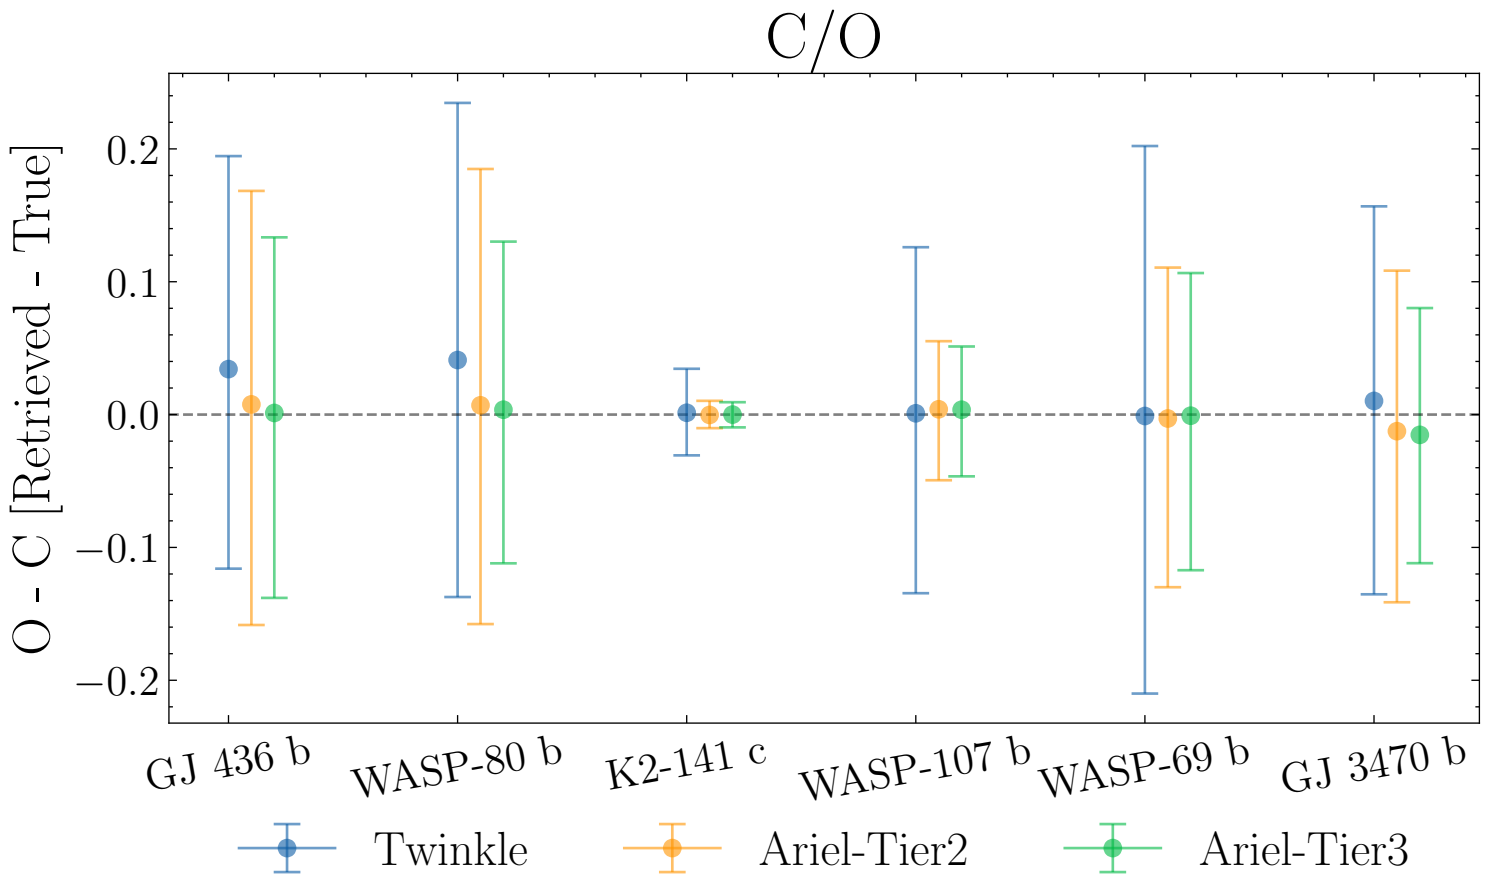 C/O
O - C [Retrieved - True]
0.2
0.1
0.0
−0.1
−0.2
GJ 436 b
WASP-80 b
K2-141 c
WASP-107 b
WASP-69 b
GJ 3470 b
Twinkle
Ariel-Tier2
Ariel-Tier3